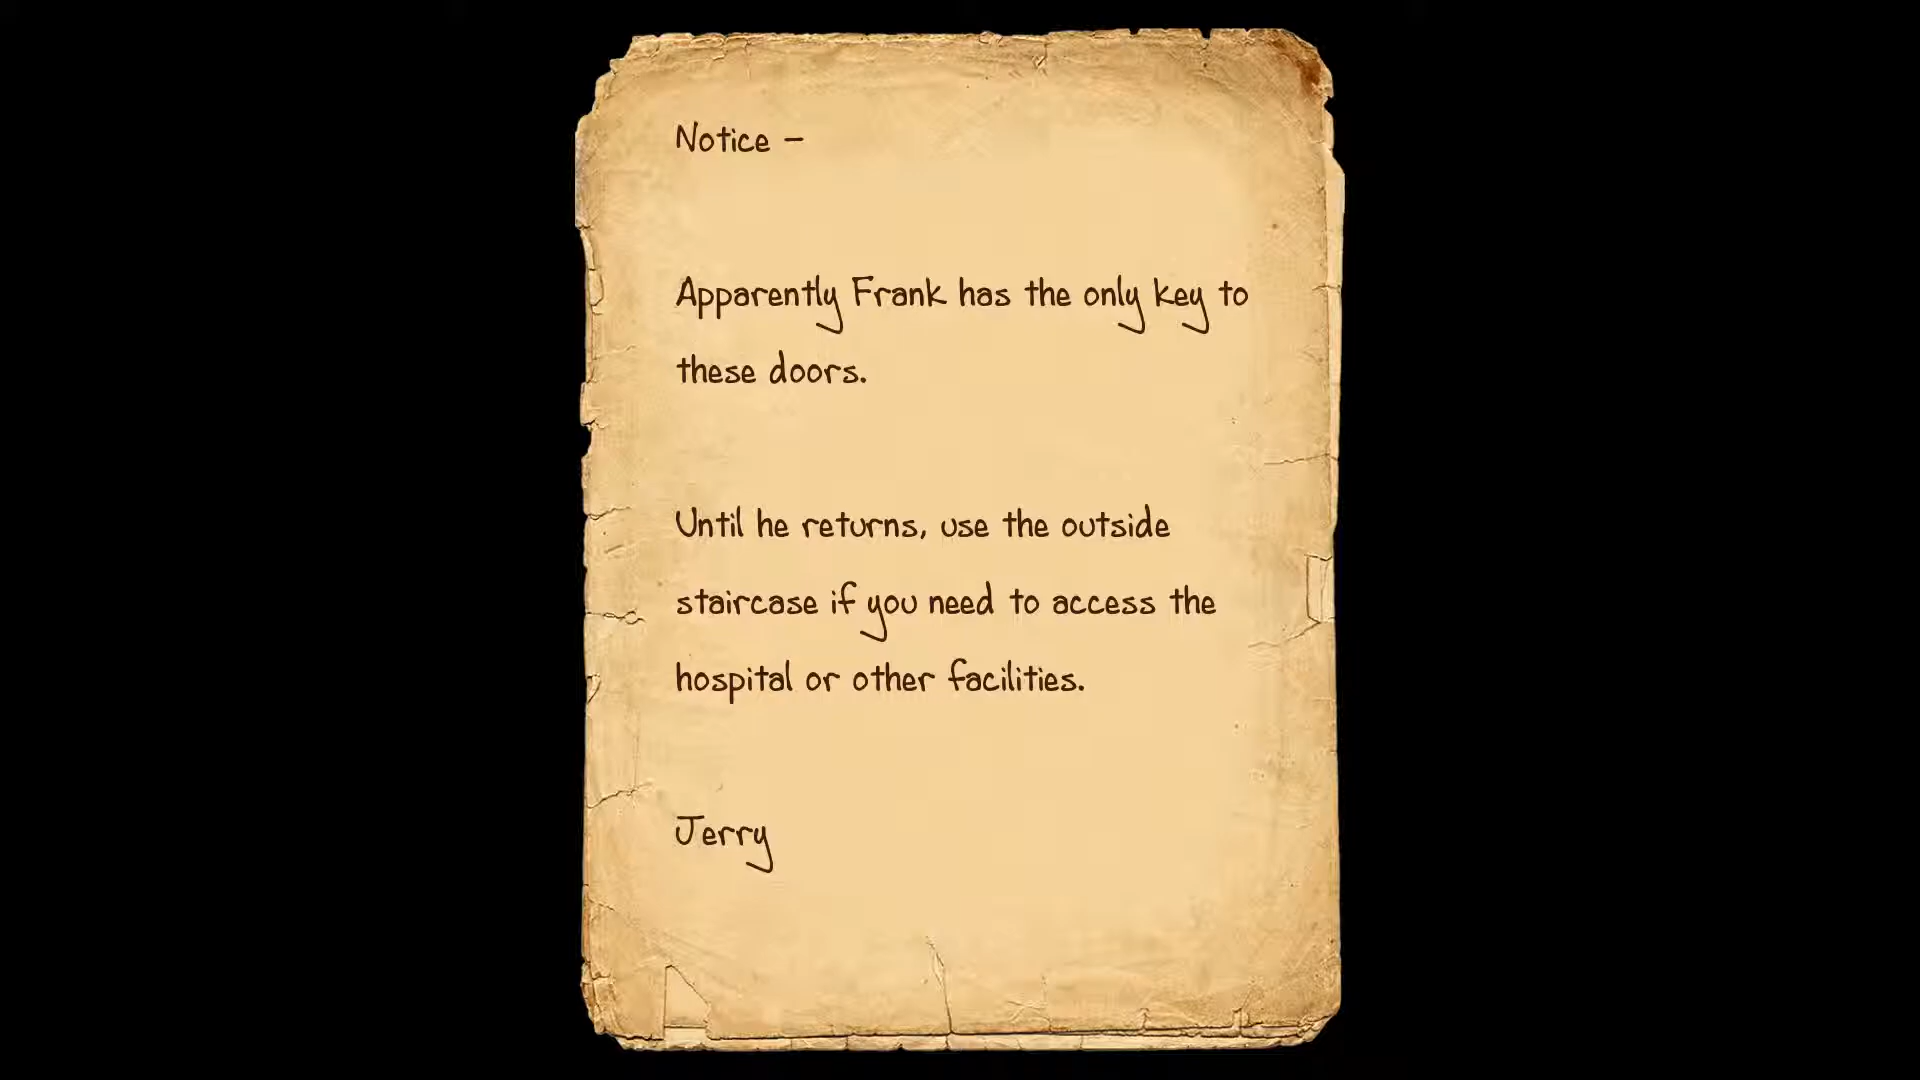 Notice -
Apparently Frank has the only key to
these doors.
Until he returns, use the outside
staircase if you need to access the
hospital or other facilities.
Jerry